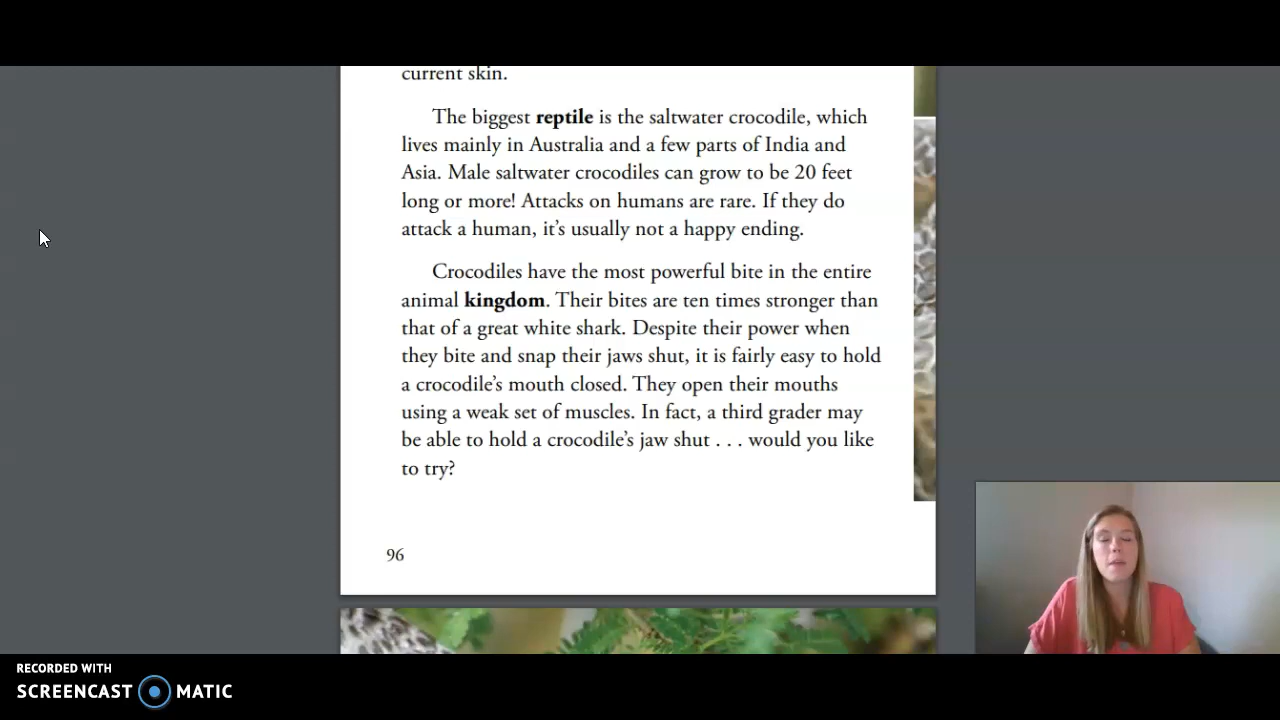 current skin.
The biggest reptile is the saltwater crocodile, which
lives mainly in Australia and a few parts of India and
Asia. Male saltwater crocodiles can grow to be 20 feet
long or more! Attacks on humans are rare. If they do
attack a human, it’s usually not a happy ending.
Crocodiles have the most powerful bite in the entire
animal kingdom. Their bites are ten times stronger than
that of a great white shark. Despite their power when
they bite and snap their jaws shut, it is fairly easy to hold
a crocodile’s mouth closed. They open their mouths
using a weak set of muscles. In fact, a third grader may
be able to hold a crocodile’s jaw shut . . . would you like
to try?
96
RECORDED WITH
SCREENCAST MATIC